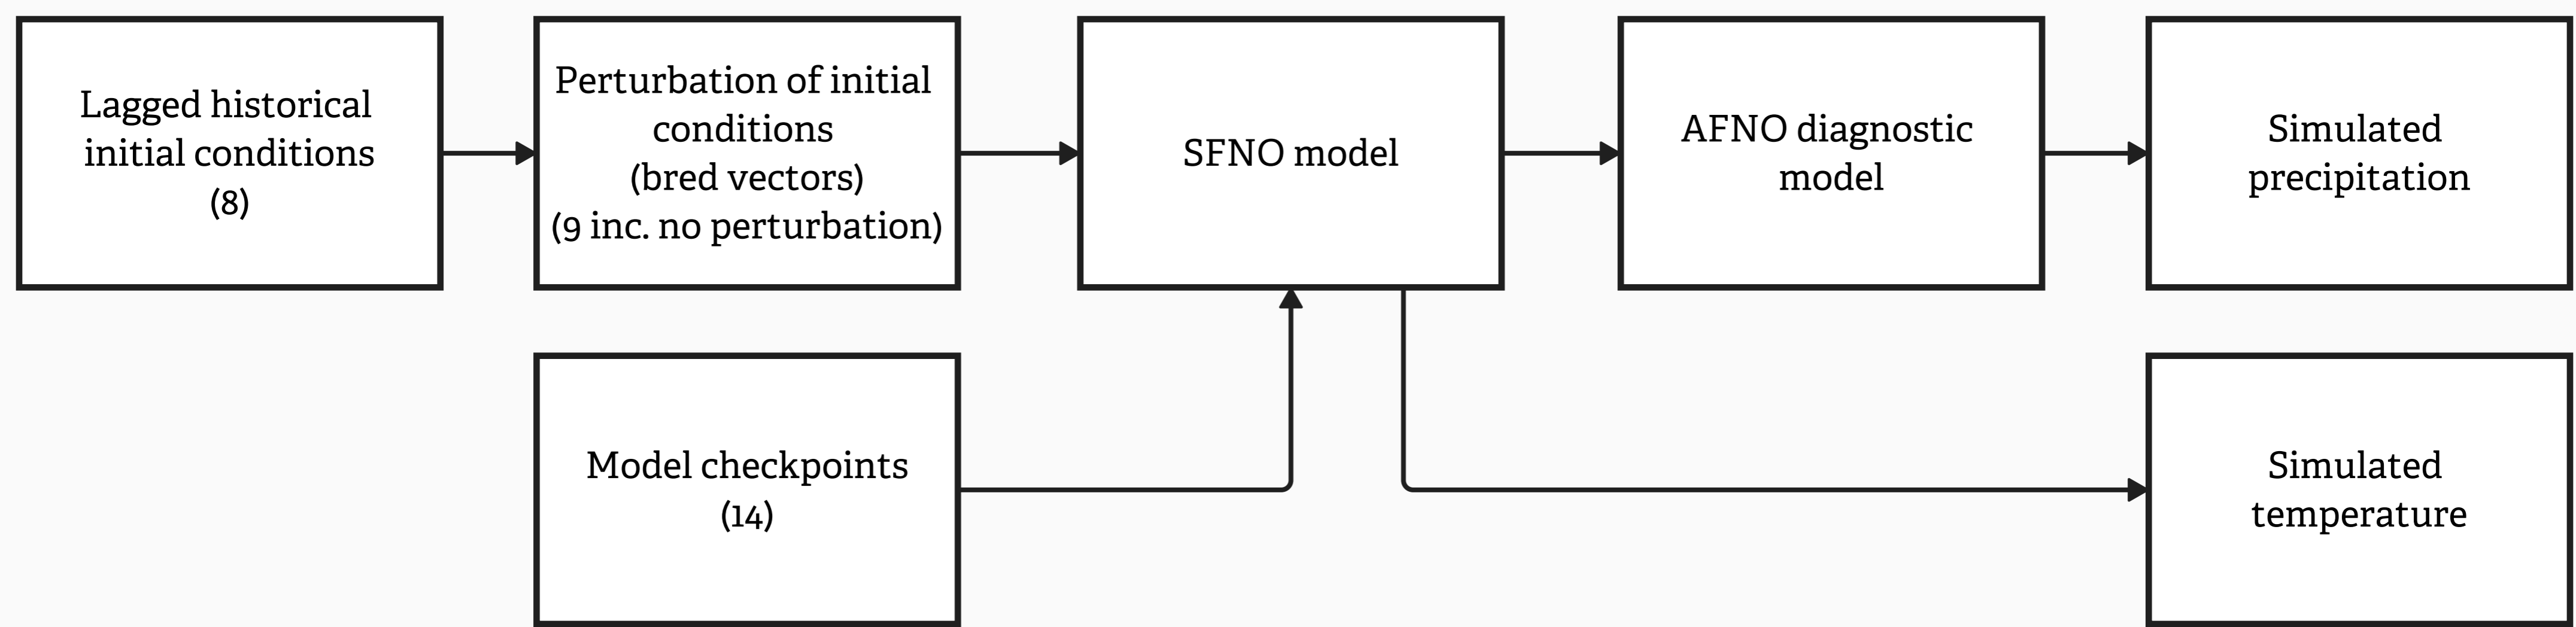 Lagged historical
initial conditions
(8)
Perturbation of initial
conditions
(bred vectors)
(9 inc. no perturbation)
SFNO model
AFNO diagnostic
model
Simulated
precipitation
Model checkpoints
(14)
Simulated
temperature